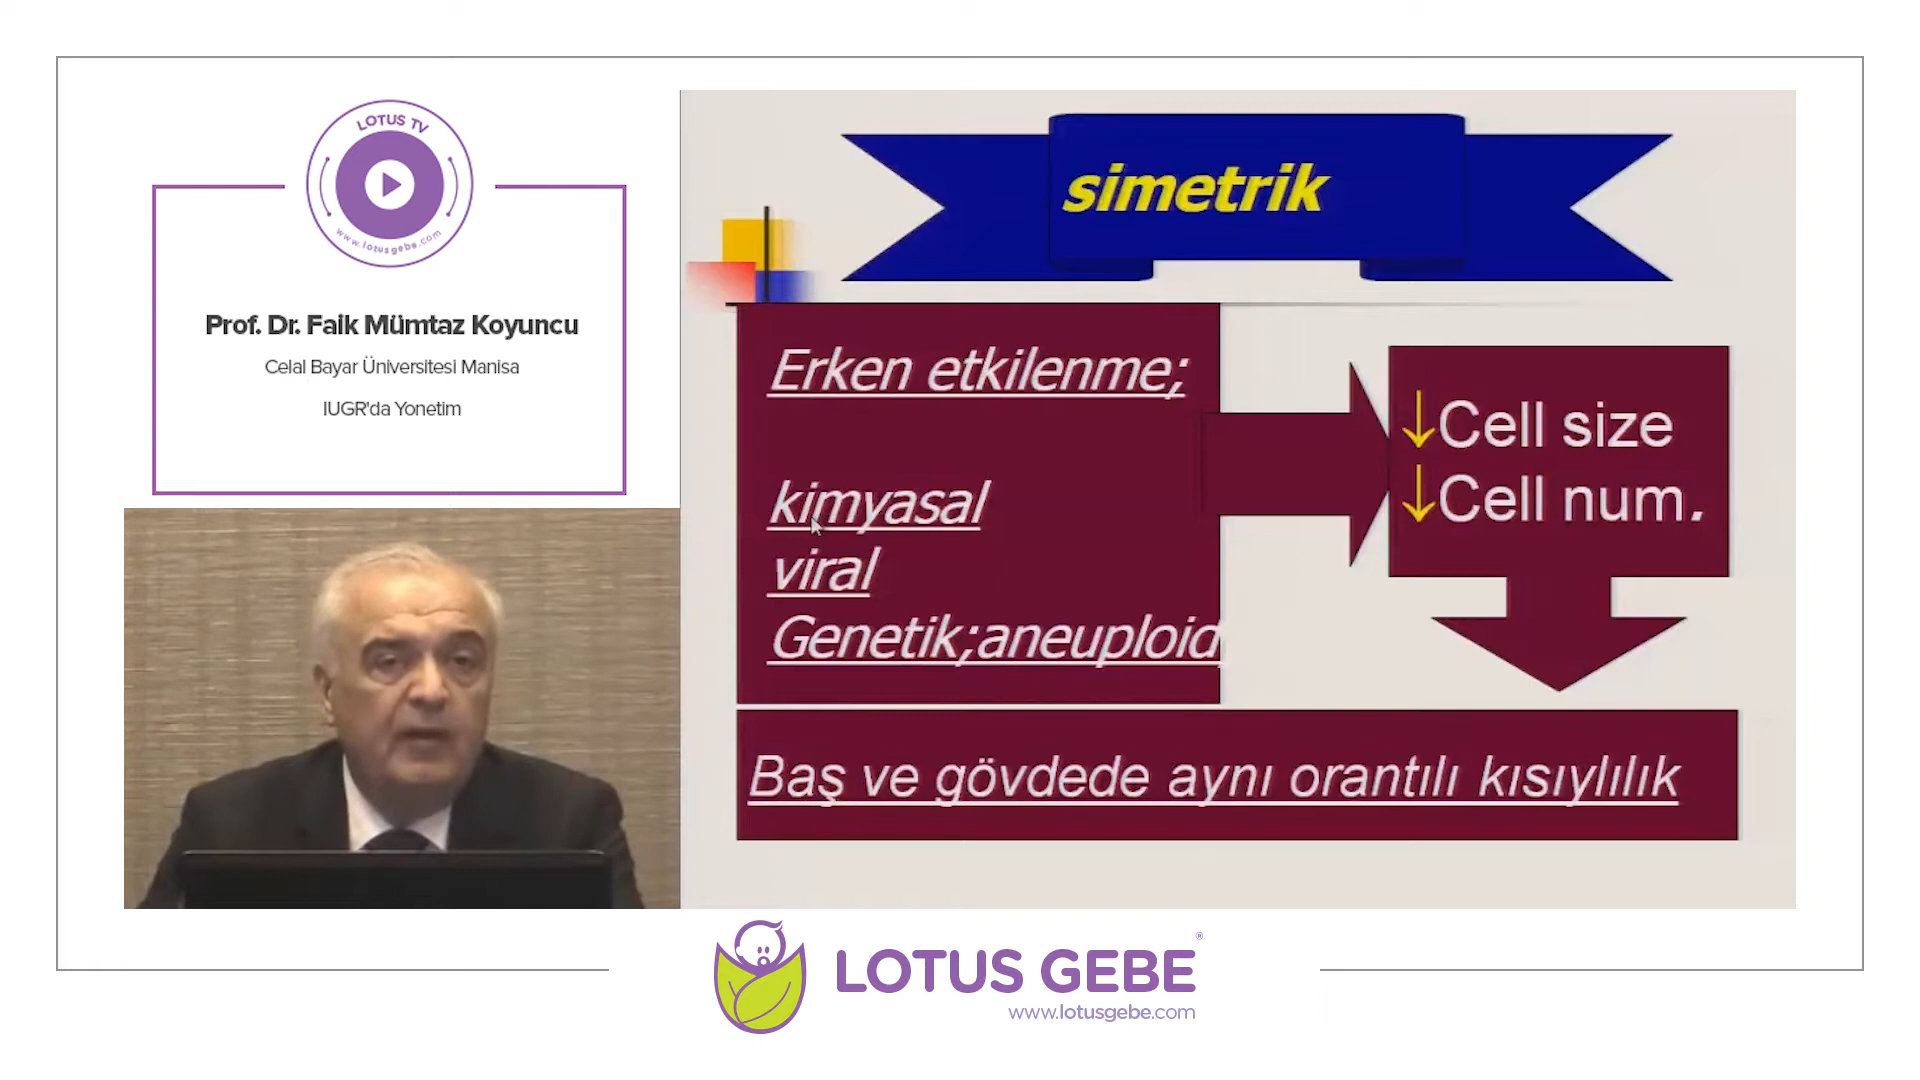 LOTUS TV
www.lotusgebe.com
Prof. Dr. Faik Mümtaz Koyuncu
Celal Bayar Üniversitesi Manisa
IUGR'da Yonetim
simetrik
Erken etkilenme;
kimyasal
viral
Genetik;aneuploid
↓Cell size
↓Cell num.
Baş ve gövdede aynı orantılı kısıylılık
LOTUS GEBE®
www.lotusgebe.com